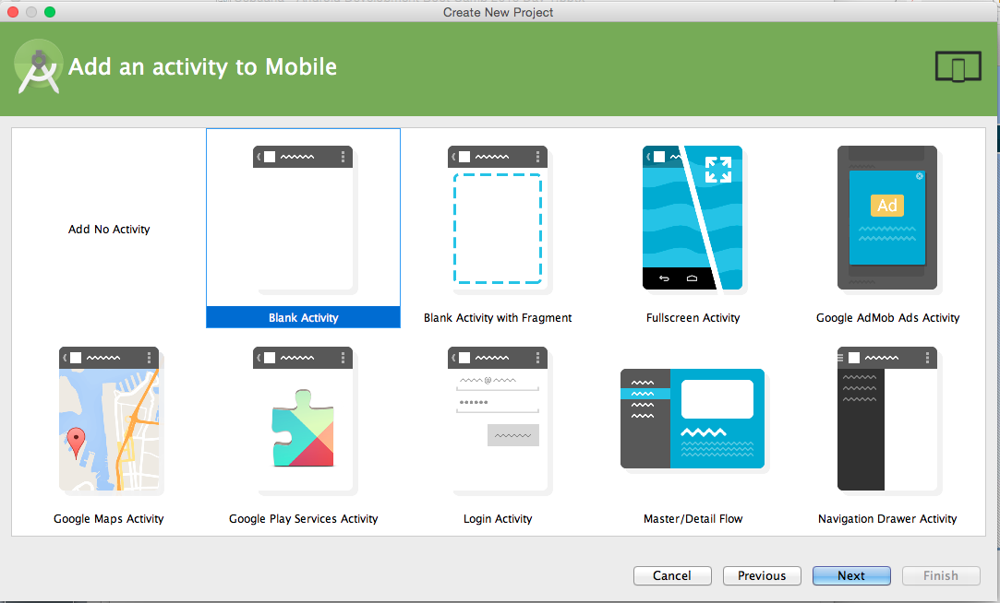 Create New Project
Add an activity to Mobile
Ad
Add No Activity
Blank Activity
Blank Activity with Fragment
Fullscreen Activity
Google AdMob Ads Activity
@
Google Maps Activity
Google Play Services Activity
Login Activity
Master/Detail Flow
Navigation Drawer Activity
Cancel
Previous
Next
Finish